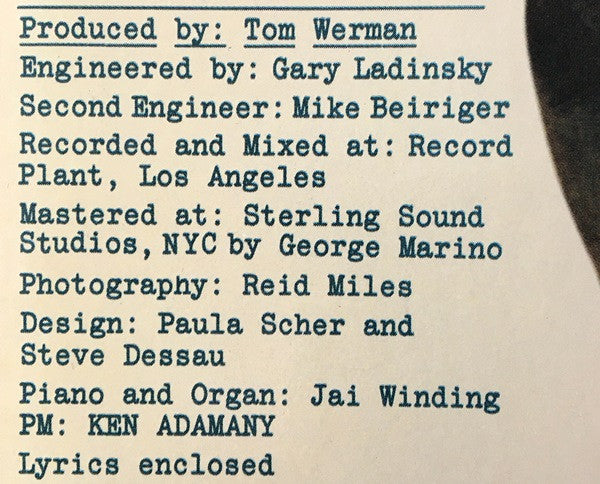 Produced by: Tom Werman
Engineered by: Gary Ladinsky
Second Engineer: Mike Beiriger
Recorded and Mixed at: Record
Plant, Los Angeles
Mastered at: Sterling Sound
Studios, NYC by George Marino
Photography: Reid Miles
Design: Paula Scher and
Steve Dessau
Piano and Organ: Jai Winding
PM: KEN ADAMANY
Lyrics enclosed